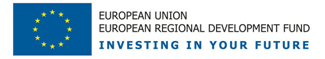 EUROPEAN UNION
EUROPEAN REGIONAL DEVELOPMENT FUND
INVESTING IN YOUR FUTURE